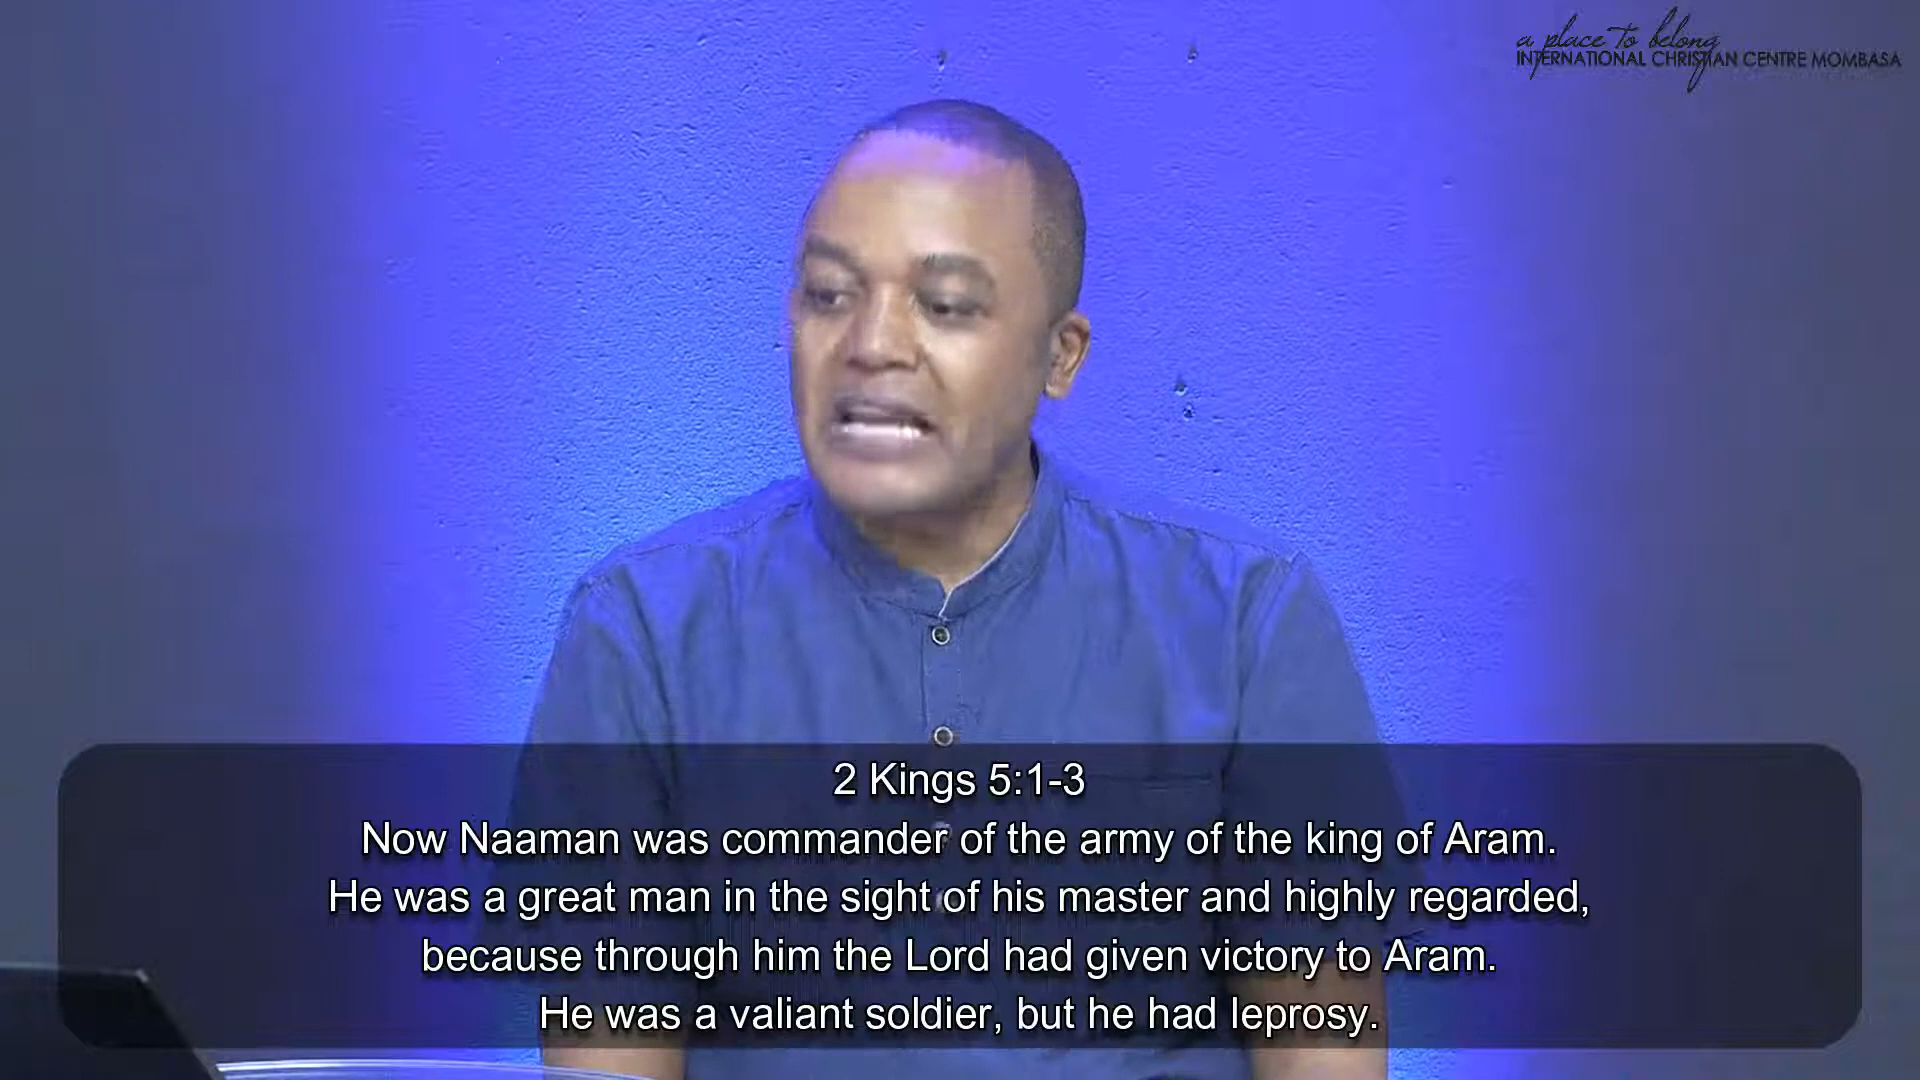 a place to belong
INTERNATIONAL CHRISTIAN CENTRE MOMBASA
2 Kings 5:1-3
Now Naaman was commander of the army of the king of Aram.
He was a great man in the sight of his master and highly regarded,
because through him the Lord had given victory to Aram.
He was a valiant soldier, but he had leprosy.